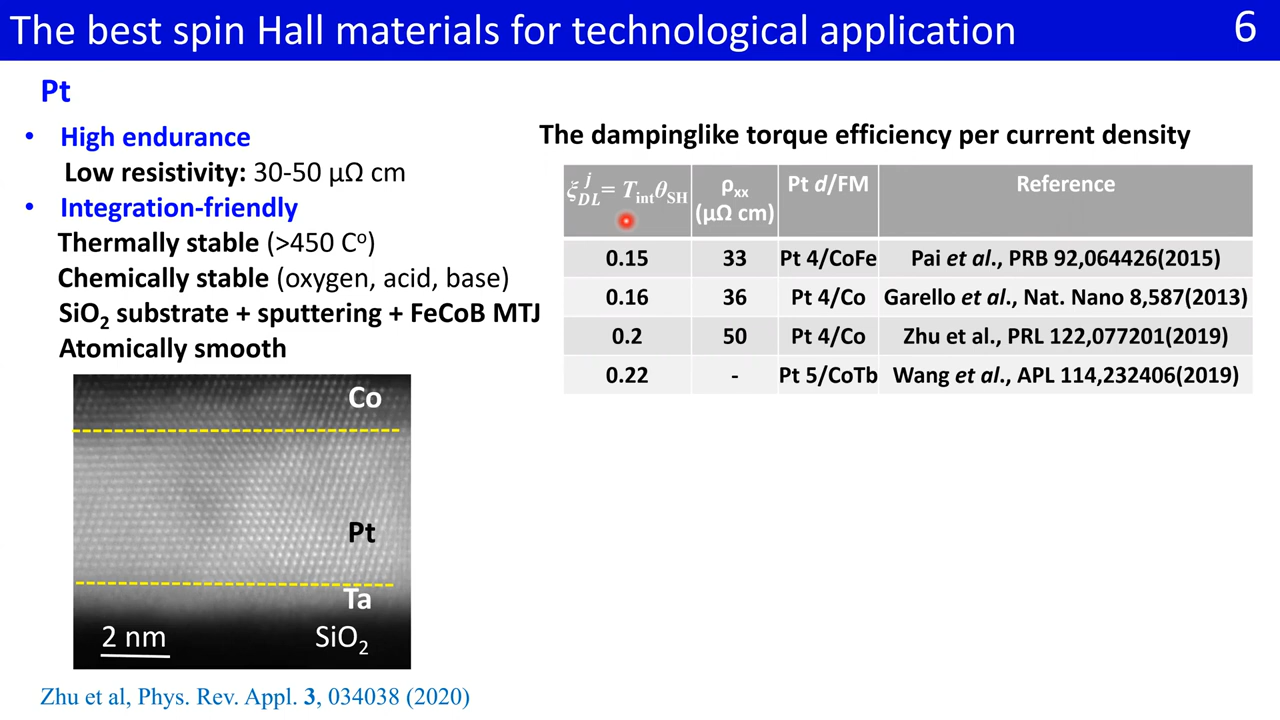 The best spin Hall materials for technological application
6
Pt
• High endurance
Low resistivity: 30-50 μΩ cm
• Integration-friendly
Thermally stable (>450 Cᵒ)
Chemically stable (oxygen, acid, base)
SiO₂ substrate + sputtering + FeCoB MTJ
Atomically smooth
Co
Pt
Ta
2 nm
SiO₂
Zhu et al, Phys. Rev. Appl. 3, 034038 (2020)
The dampinglike torque efficiency per current density
ξ_DL^j = T_int θ_SH ρₓₓ (μΩ cm) Pt d/FM Reference
0.15 33 Pt 4/CoFe Pai et al., PRB 92,064426(2015)
0.16 36 Pt 4/Co Garello et al., Nat. Nano 8,587(2013)
0.2 50 Pt 4/Co Zhu et al., PRL 122,077201(2019)
0.22 - Pt 5/CoTb Wang et al., APL 114,232406(2019)